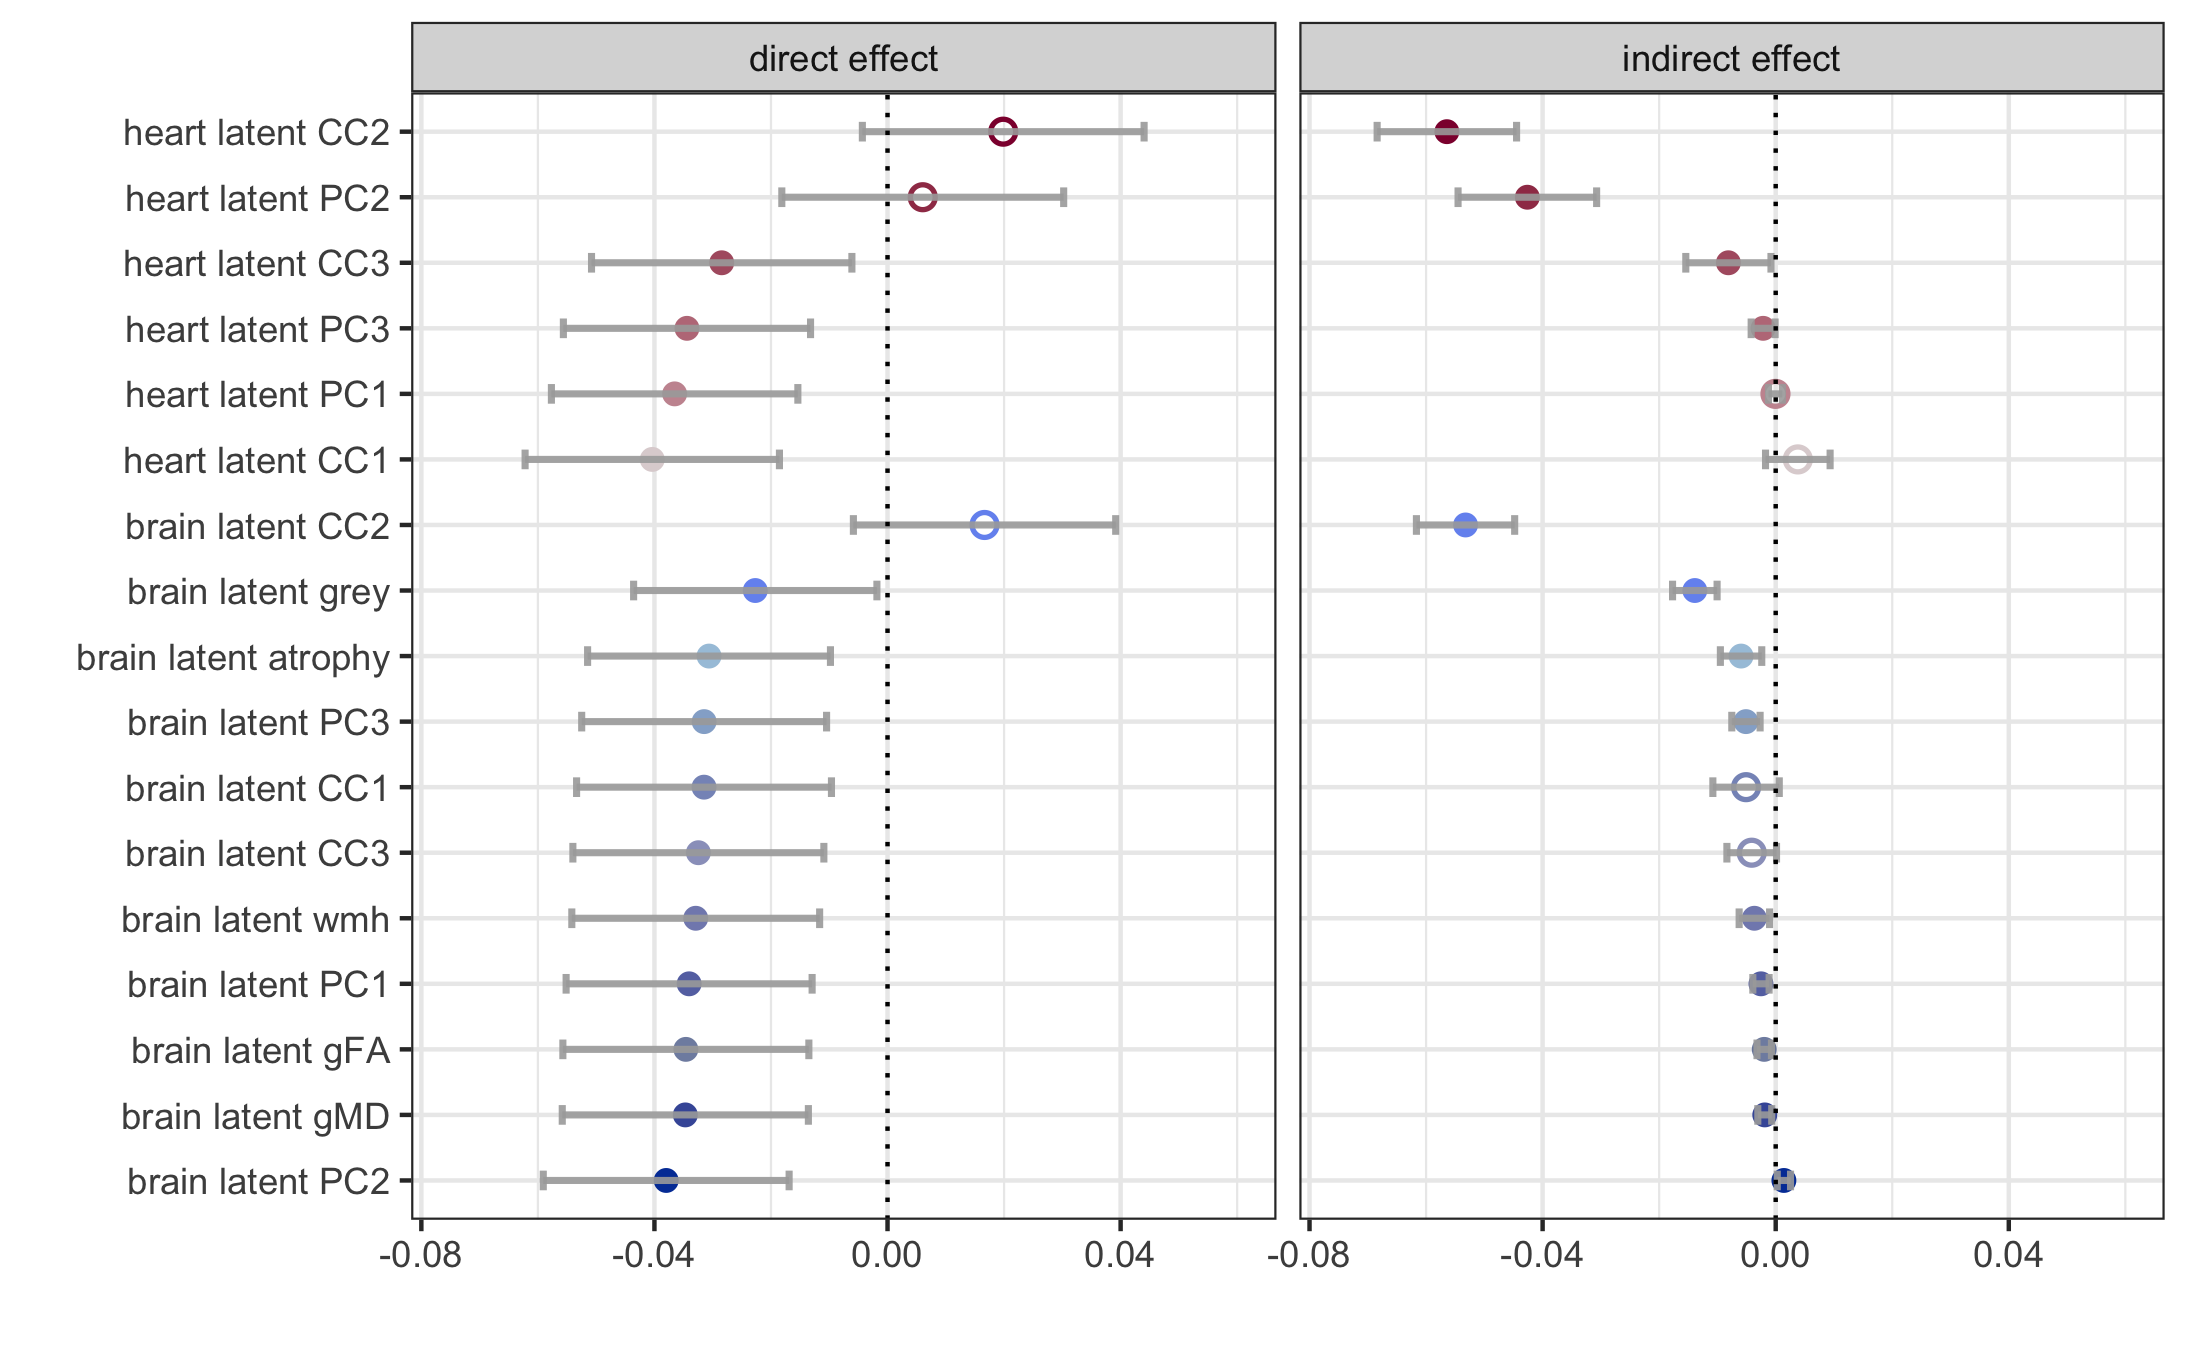 direct effect
indirect effect
heart latent CC2
heart latent PC2
heart latent CC3
heart latent PC3
heart latent PC1
heart latent CC1
brain latent CC2
brain latent grey
brain latent atrophy
brain latent PC3
brain latent CC1
brain latent CC3
brain latent wmh
brain latent PC1
brain latent gFA
brain latent gMD
brain latent PC2
-0.08 -0.04 0.00 0.04 -0.08 -0.04 0.00 0.04